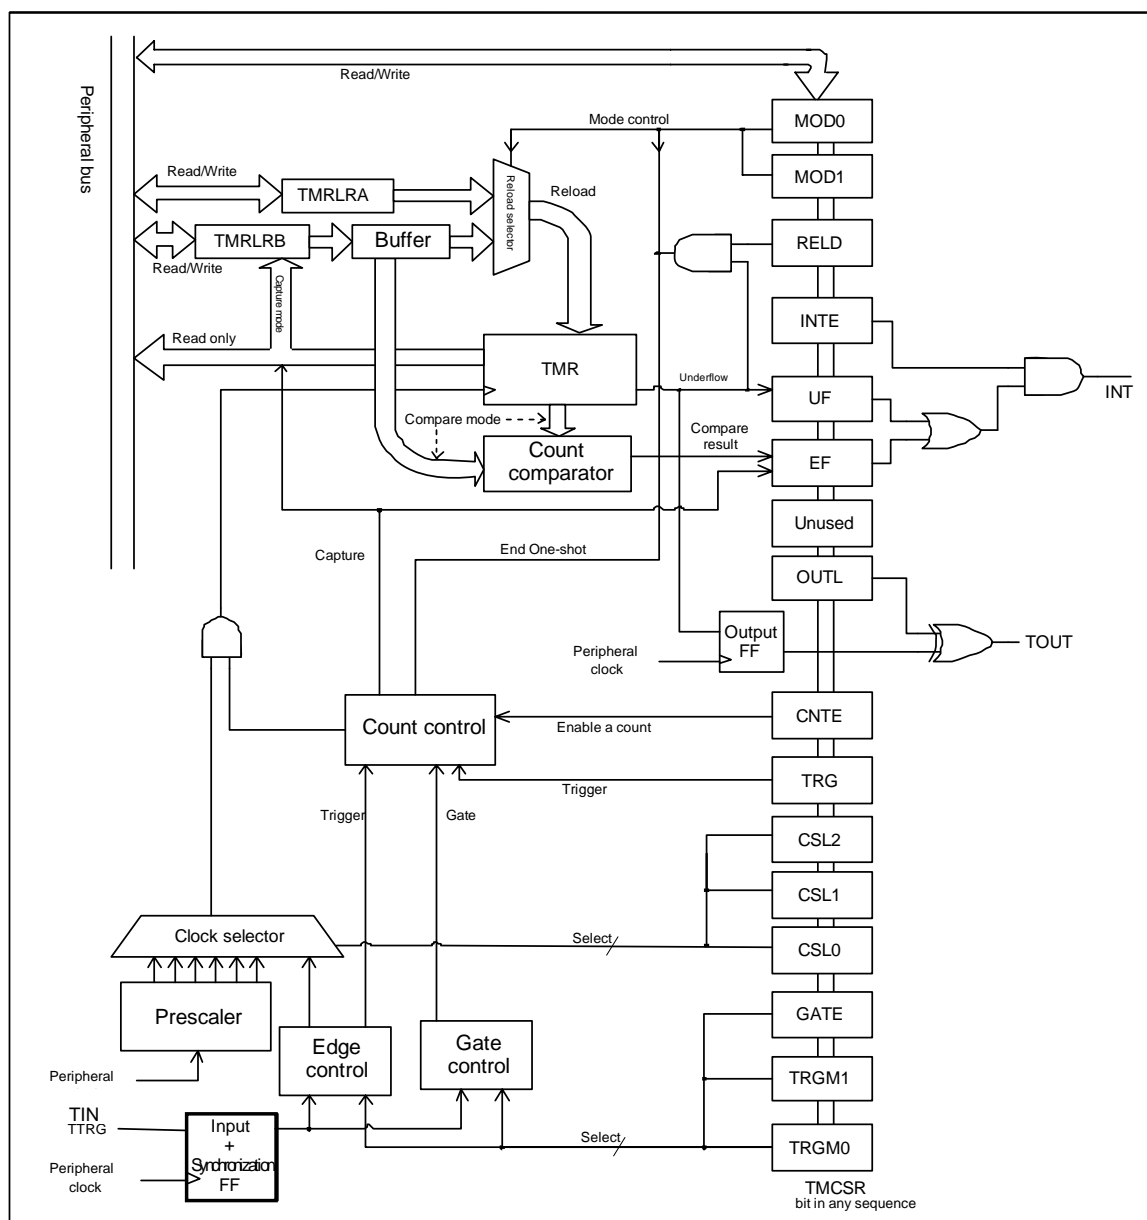 Peripheral bus
Read/Write
MOD0
Mode control
MOD1
Read/Write
TMRLRA
Reload selector
Reload
TMRLRB
Buffer
RELD
Read/Write
Capture mode
INTE
Read only
TMR
Underflow
UF
INT
Compare mode
Compare
result
Count
comparator
EF
Unused
Capture
End One-shot
OUTL
Output
FF
TOUT
Peripheral
clock
Count control
Enable a count
CNTE
Trigger
TRG
Trigger
Gate
CSL2
CSL1
Clock selector
Select
CSL0
Prescaler
GATE
Edge
control
Gate
control
Peripheral
TRGM1
TIN
TTRG
Input
+
Synchronization
FF
Select
TRGM0
Peripheral
clock
TMCSR
bit in any sequence